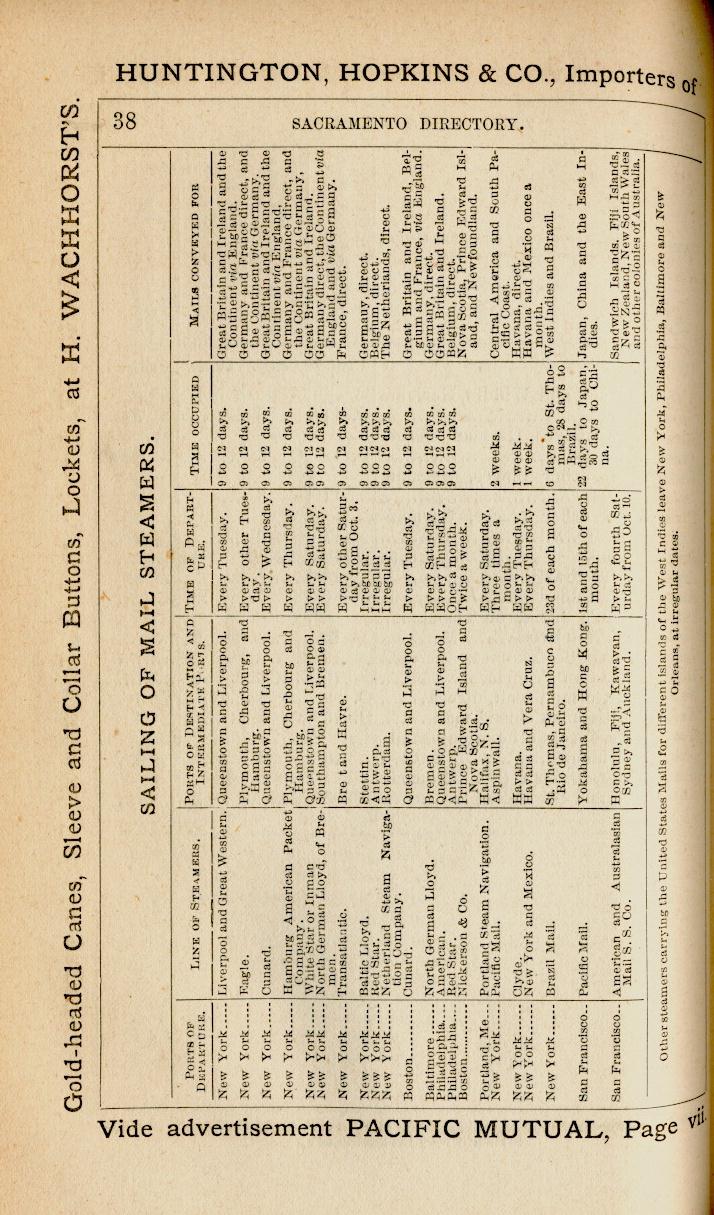 HUNTINGTON, HOPKINS & CO., Importers of
38 SACRAMENTO DIRECTORY.
Gold-headed Canes, Sleeve and Collar Buttons, Lockets, at H. WACHHORST'S.
SAILING OF MAIL STEAMERS.
PORTS OF DEPARTURE. LINE OF STEAMERS. PORTS OF DESTINATION AND INTERMEDIATE PORTS. TIME OF DEPARTURE. TIME OCCUPIED MAILS CONVEYED FOR
New York..... Liverpool and Great Western. Queenstown and Liverpool. Every Tuesday. 9 to 12 days. Great Britain and Ireland and the Continent via England.
New York..... Eagle. Plymouth, Cherbourg, and Hamburg. Every other Tuesday. 9 to 12 days. Germany and France direct, and the Continent via Germany.
New York..... Cunard. Queenstown and Liverpool. Every Wednesday. 9 to 12 days. Great Britain and Ireland and the Continent via England.
New York..... Hamburg American Packet Company. Plymouth, Cherbourg and Hamburg. Every Thursday. 9 to 12 days. Germany and France direct, and the Continent via Germany,
New York..... White Star or Inman Queenstown and Liverpool. Every Saturday. 9 to 12 days. Great Britain and Ireland.
New York..... North German Lloyd, of Bremen. Southampton and Bremen. Every Saturday. 9 to 12 days. Germany direct, the Continent via England and via Germany.
New York..... Transatlantic. Bre t and Havre. Every other Saturday from Oct. 3. 9 to 12 days- France, direct.
New York..... Baltic Lloyd. Stettin. Irregular. 9 to 12 days. Germany, direct.
New York..... Red Star. Antwerp. Irregular. 9 to 12 days. Belgium, direct.
New York..... Netherland Steam Navigation Company. Rotterdam. Irregular. 9 to 12 days. The Netherlands, direct.
Boston........... Cunard. Queenstown and Liverpool. Every Tuesday. 9 to 12 days. Great Britain and Ireland, Belgium and France, via England.
Baltimore ...... North German Lloyd. Bremen. Every Saturday. 9 to 12 days. Germany, direct.
Philadelphia.... American. Queenstown and Liverpool. Every Thursday. 9 to 12 days. Great Britain and Ireland.
Philadelphia.... Red Star. Antwerp. Once a month. 9 to 12 days. Belgium, direct.
Boston........... Nickerson & Co. Prince Edward Island and Nova Scotia. Twice a week. Nova Scotia, Prince Edward Island, and Newfoundland.
Portland, Me... Portland Steam Navigation. Halifax, N. S. Every Saturday.
New York..... Pacific Mail. Aspinwall. Three times a month. 2 weeks. Central America and South Pacific Coast.
New York...... Clyde. Havana. Every Tuesday. 1 week. Havana, direct.
New York...... New York and Mexico. Havana and Vera Cruz. Every Thursday. 1 week. Havana and Mexico once a month.
New York...... Brazil Mail. St. Thomas, Pernambuco and Rio de Janeiro. 23d of each month. 6 days to St. Thomas, 28 days to Brazil. West Indies and Brazil.
San Francisco.. Pacific Mail. Yokahama and Hong Kong. 1st and 15th of each month. 22 days to Japan, 30 days to China. Japan, China and the East Indies.
San Francisco.. American and Australasian Mail S. S. Co. Honolulu, Fiji, Kawavan, Sydney and Auckland. Every fourth Saturday from Oct. 10. Sandwich Islands, Fiji Islands, New Zealand, New South Wales and other colonies of Australia.
Other steamers carrying the United States Mails for different islands of the West Indies leave New York, Philadelphia, Baltimore and New
Orleans, at irregular dates.
Vide advertisement PACIFIC MUTUAL, Page vii.